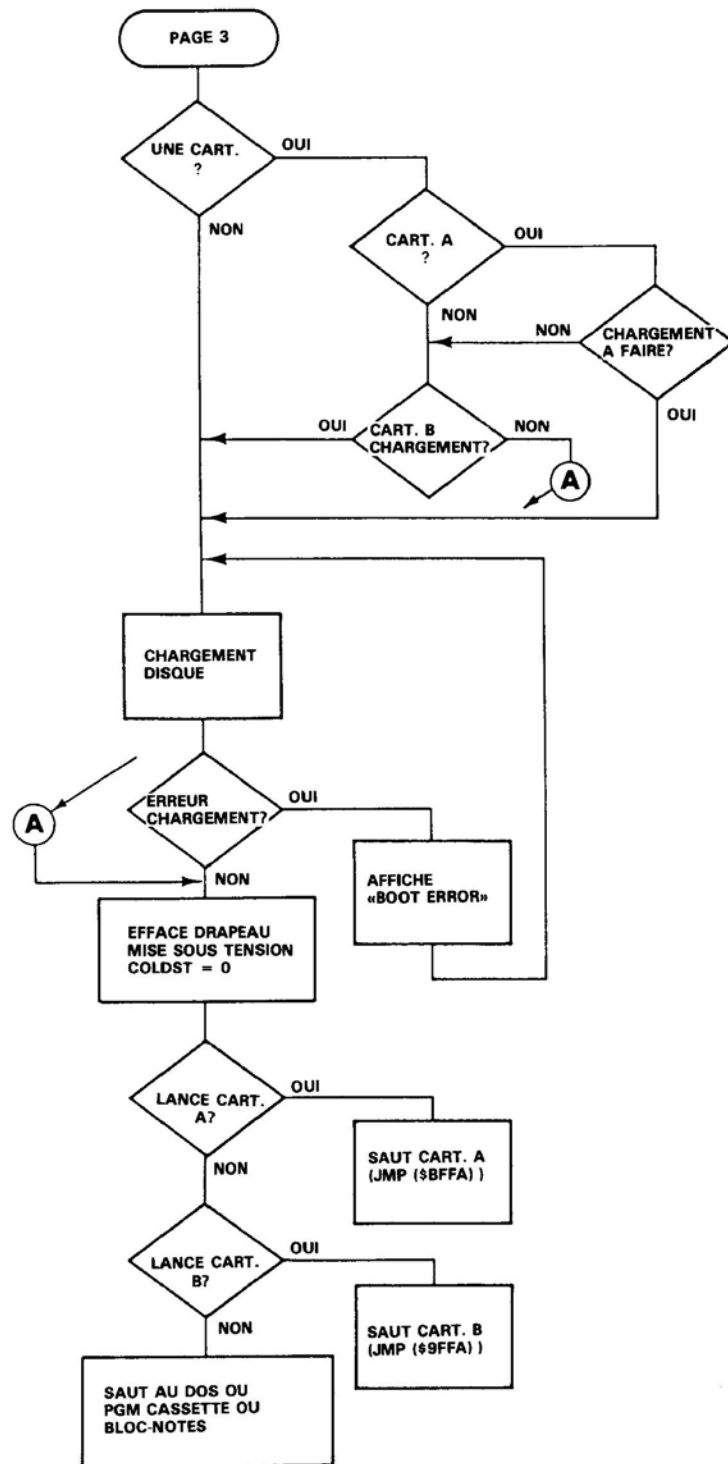 PAGE 3
UNE CART.
?
OUI
NON
CART. A
?
OUI
NON
CHARGEMENT
A FAIRE?
NON
OUI
OUI
CART. B
CHARGEMENT?
NON
A
CHARGEMENT
DISQUE
A
ERREUR
CHARGEMENT?
OUI
NON
AFFICHE
«BOOT ERROR»
EFFACE DRAPEAU
MISE SOUS TENSION
COLDST = 0
LANCE CART.
A?
OUI
NON
SAUT CART. A
(JMP ($BFFA) )
LANCE CART.
B?
OUI
NON
SAUT CART. B
(JMP ($9FFA) )
SAUT AU DOS OU
PGM CASSETTE OU
BLOC-NOTES